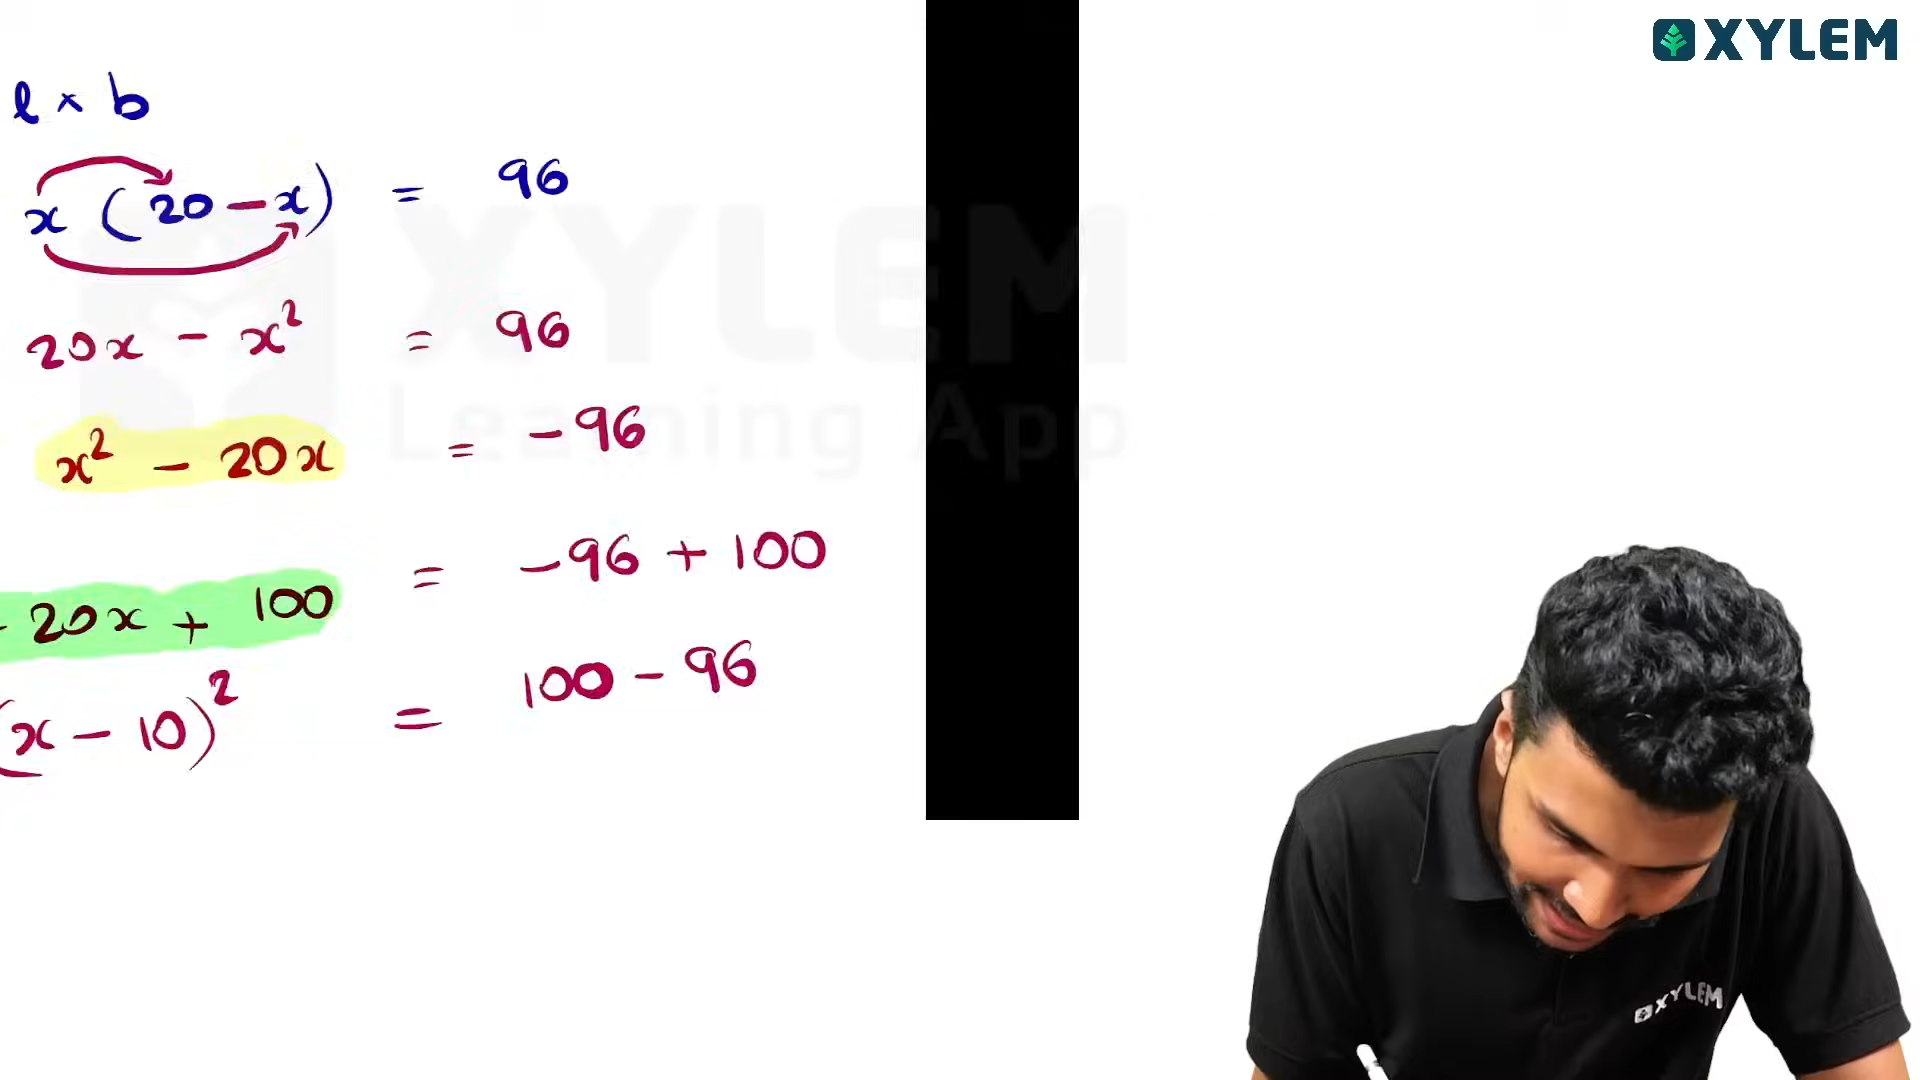 XYLEM
l × b
x (20 - x) = 96
20x - x² = 96
x² - 20x = -96
- 20x + 100 = -96 + 100
(x - 10)² = 100 - 96
XYLEM
Learning App
XYLEM